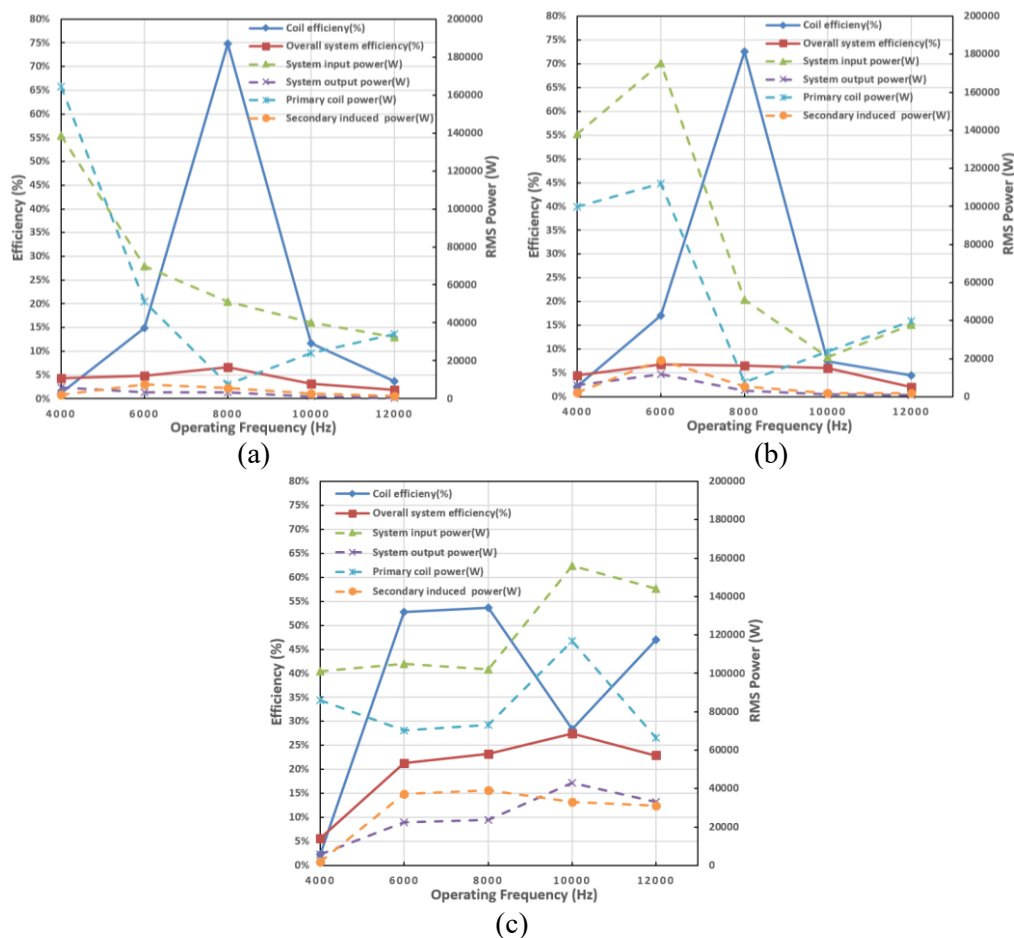 80%
75%
70%
65%
60%
55%
50%
45%
40%
35%
30%
25%
20%
15%
10%
5%
0%
Efficiency (%)
Coil efficieny(%)
Overall system efficiency(%)
System input power(W)
System output power(W)
Primary coil power(W)
Secondary induced power(W)
200000
180000
160000
140000
120000
100000
80000
60000
40000
20000
0
RMS Power (W)
4000 6000 8000 10000 12000
Operating Frequency (Hz)
(a)
80%
75%
70%
65%
60%
55%
50%
45%
40%
35%
30%
25%
20%
15%
10%
5%
0%
Efficiency (%)
Coil efficieny(%)
Overall system efficiency(%)
System input power(W)
System output power(W)
Primary coil power(W)
Secondary induced power(W)
200000
180000
160000
140000
120000
100000
80000
60000
40000
20000
0
RMS Power (W)
4000 6000 8000 10000 12000
Operating Frequency (Hz)
(b)
80%
75%
70%
65%
60%
55%
50%
45%
40%
35%
30%
25%
20%
15%
10%
5%
0%
Efficiency (%)
Coil efficieny(%)
Overall system efficiency(%)
System input power(W)
System output power(W)
Primary coil power(W)
Secondary induced power(W)
200000
180000
160000
140000
120000
100000
80000
60000
40000
20000
0
RMS Power (W)
4000 6000 8000 10000 12000
Operating Frequency (Hz)
(c)